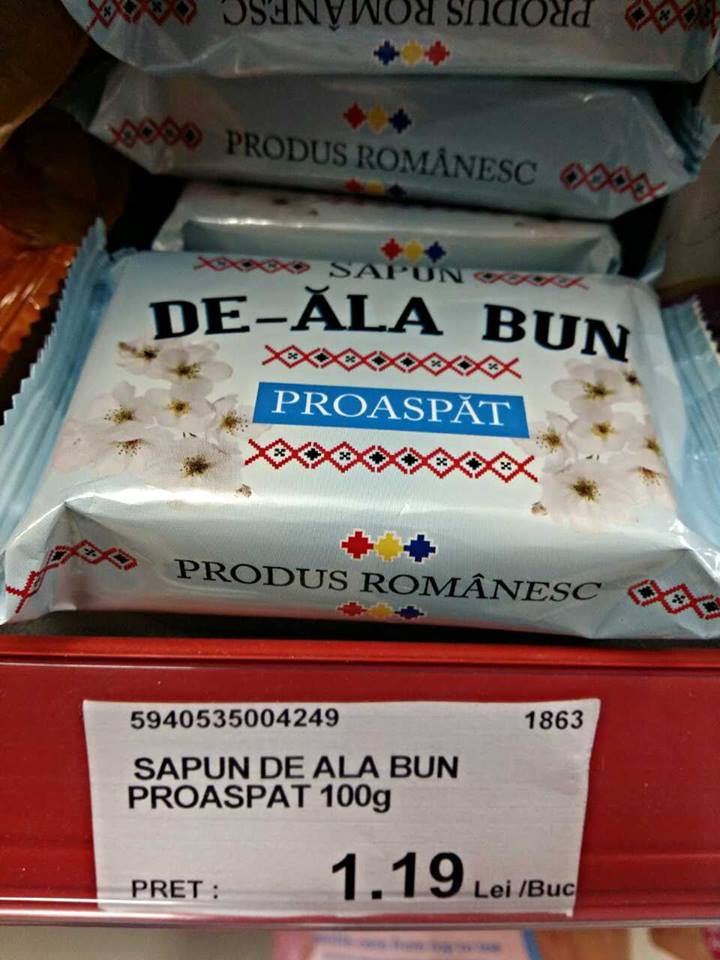 PRODUS ROMÂNESC
PRODUS ROMÂNESC
SAPUN
DE-ĂLA BUN
PROASPĂT
PRODUS ROMÂNESC
5940535004249 1863
SAPUN DE ALA BUN
PROASPAT 100g
PRET : 1.19 Lei /Buc